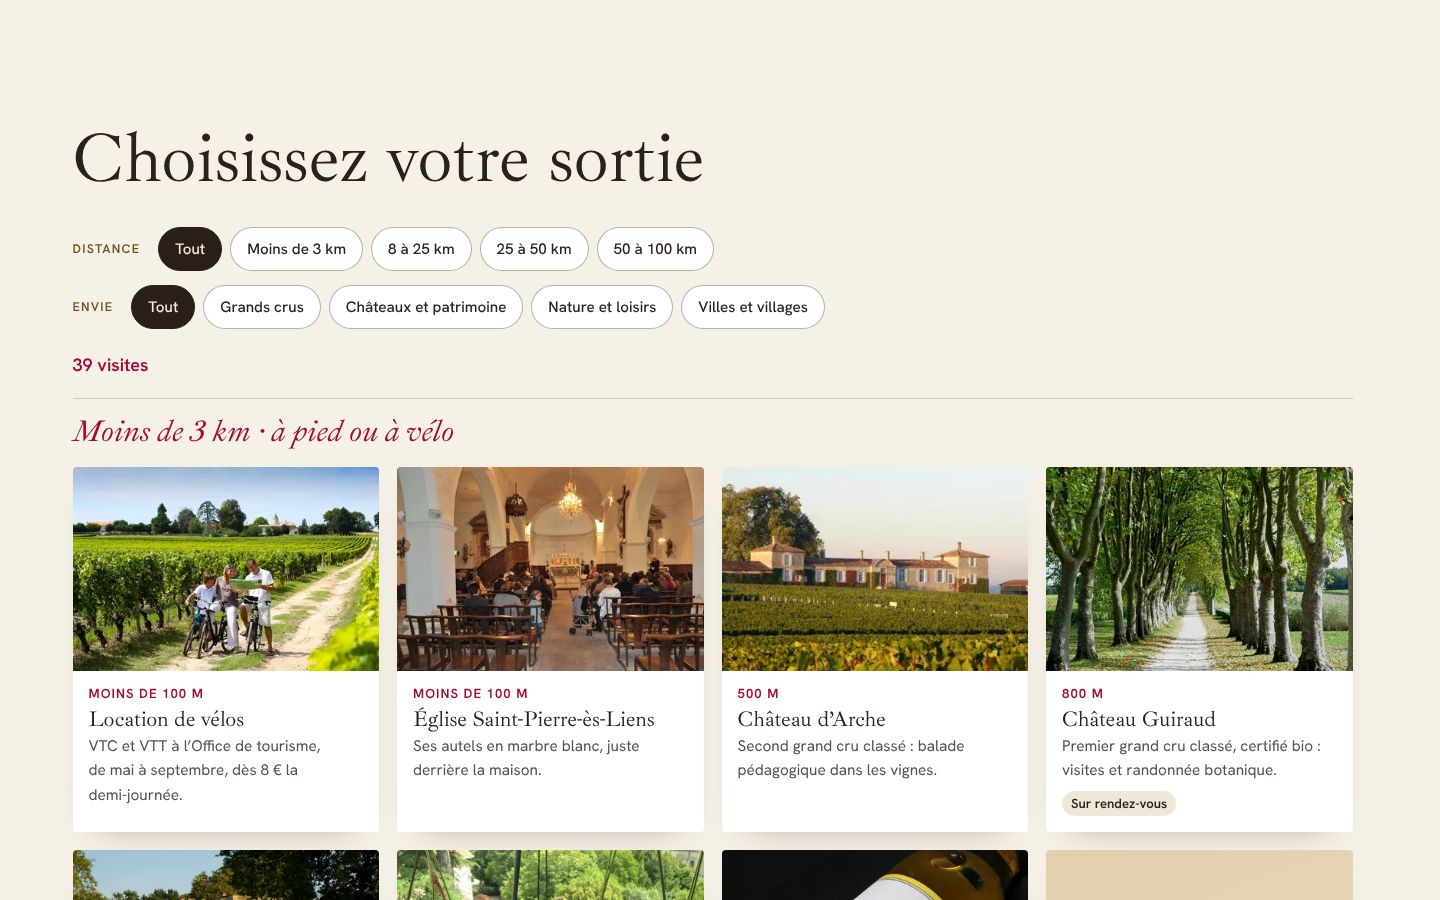 Choisissez votre sortie
DISTANCE Tout Moins de 3 km 8 à 25 km 25 à 50 km 50 à 100 km
ENVIE Tout Grands crus Châteaux et patrimoine Nature et loisirs Villes et villages
39 visites
Moins de 3 km · à pied ou à vélo
MOINS DE 100 M
Location de vélos
VTC et VTT à l’Office de tourisme,
de mai à septembre, dès 8 € la
demi-journée.
MOINS DE 100 M
Église Saint-Pierre-ès-Liens
Ses autels en marbre blanc, juste
derrière la maison.
500 M
Château d’Arche
Second grand cru classé : balade
pédagogique dans les vignes.
800 M
Château Guiraud
Premier grand cru classé, certifié bio :
visites et randonnée botanique.
Sur rendez-vous